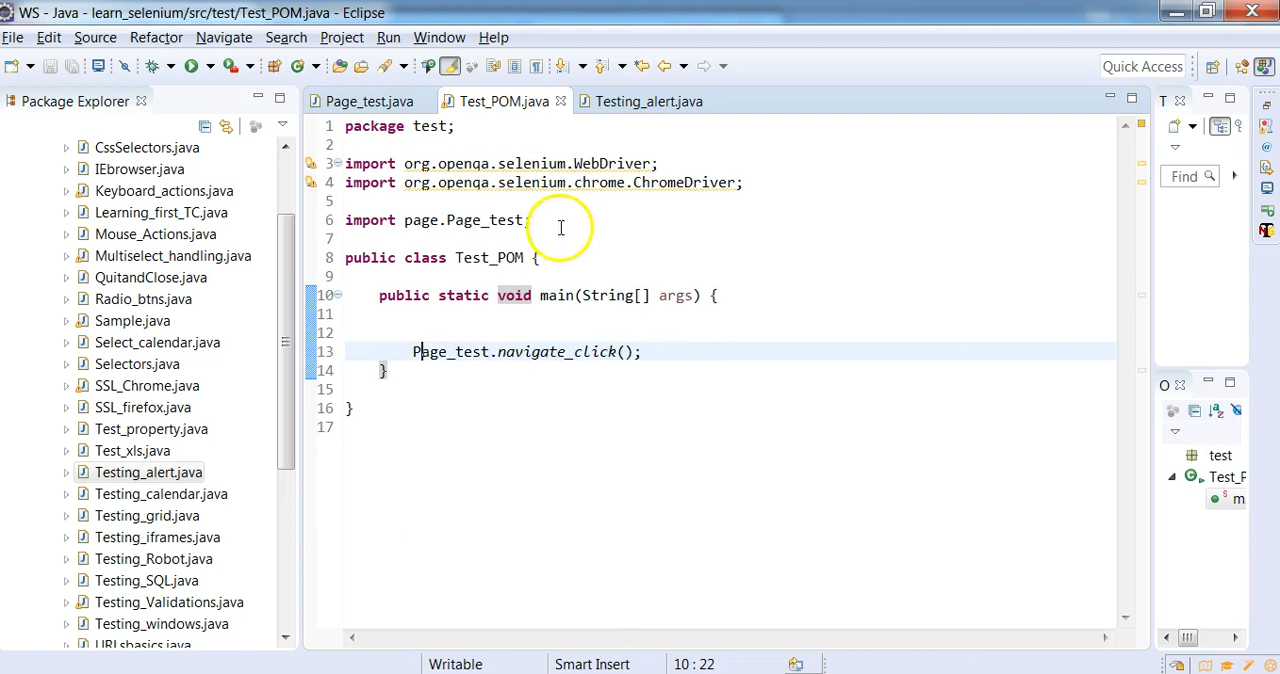 WS - Java - learn_selenium/src/test/Test_POM.java - Eclipse
File Edit Source Refactor Navigate Search Project Run Window Help
Quick Access
Package Explorer
Page_test.java
Test_POM.java
Testing_alert.java
T
CssSelectors.java
IEbrowser.java
Keyboard_actions.java
Learning_first_TC.java
Mouse_Actions.java
Multiselect_handling.java
QuitandClose.java
Radio_btns.java
Sample.java
Select_calendar.java
Selectors.java
SSL_Chrome.java
SSL_firefox.java
Test_property.java
Test_xls.java
Testing_alert.java
Testing_calendar.java
Testing_grid.java
Testing_iframes.java
Testing_Robot.java
Testing_SQL.java
Testing_Validations.java
Testing_windows.java
URLsbasics.java
1 package test;
2
3 import org.openqa.selenium.WebDriver;
4 import org.openqa.selenium.chrome.ChromeDriver;
5
6 import page.Page_test;
7
8 public class Test_POM {
9
10 public static void main(String[] args) {
11
12
13 Page_test.navigate_click();
14 }
15
16 }
17
Find
O
test
Test_P
m
Writable
Smart Insert
10 : 22